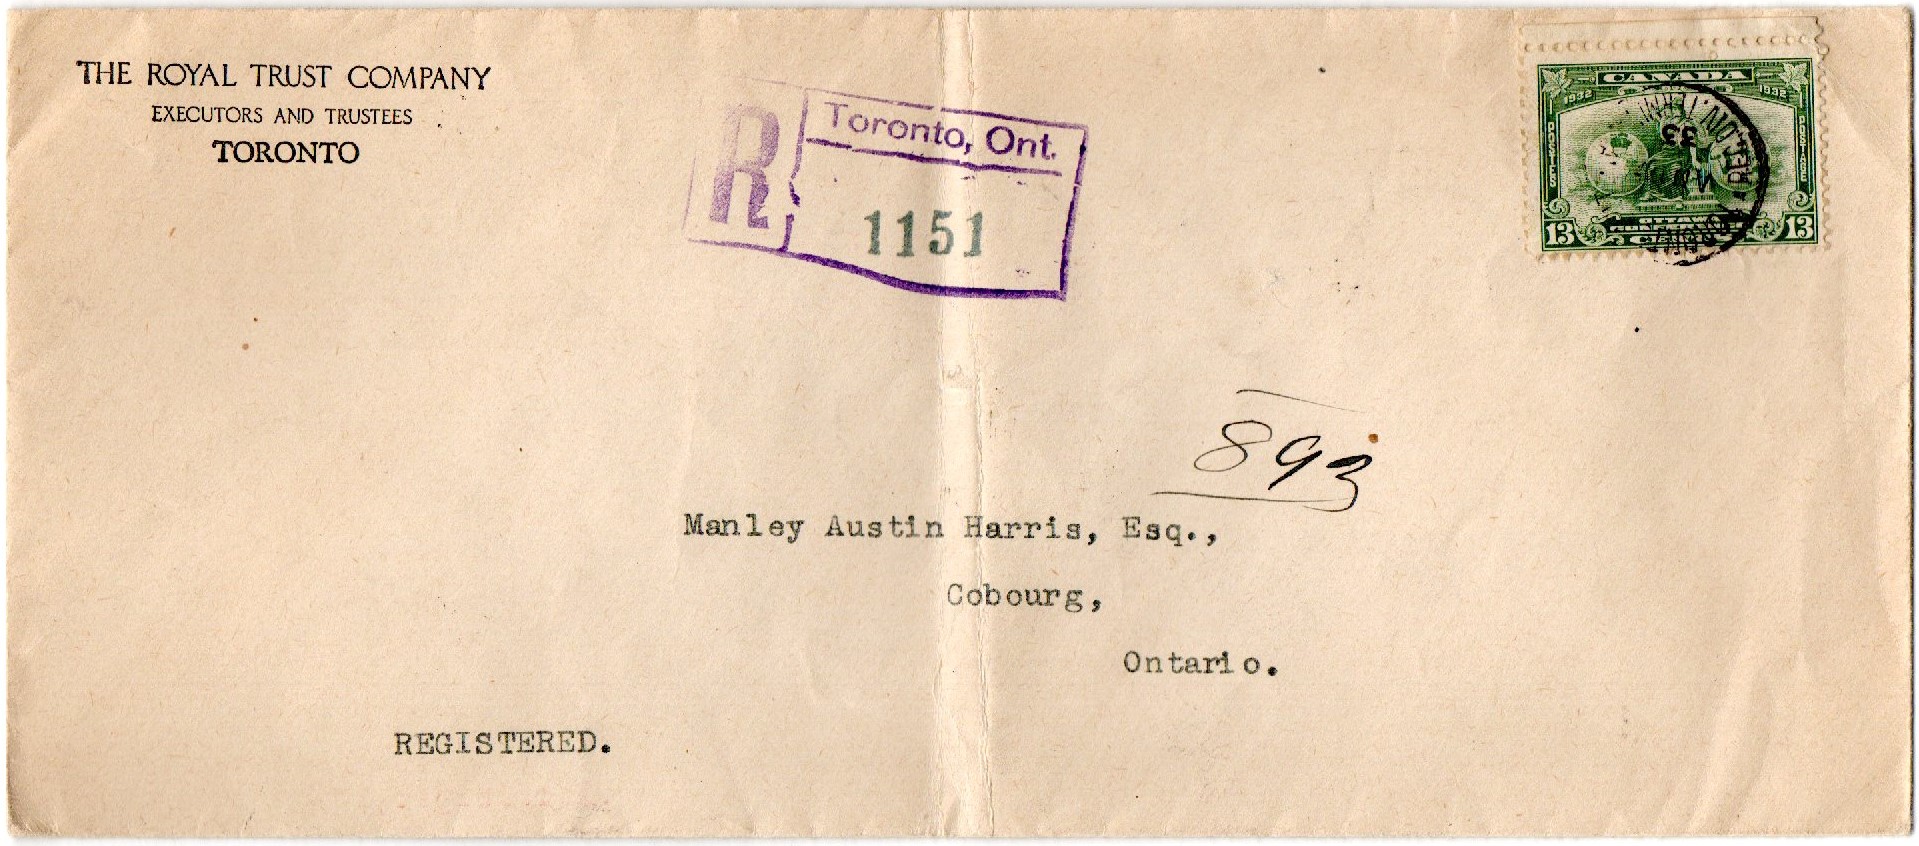 THE ROYAL TRUST COMPANY
EXECUTORS AND TRUSTEES
TORONTO
R
Toronto, Ont.
1151
CANADA
1932 1932
POSTES POSTAGE
13 13
33
893
Manley Austin Harris, Esq.,
Cobourg,
Ontario.
REGISTERED.